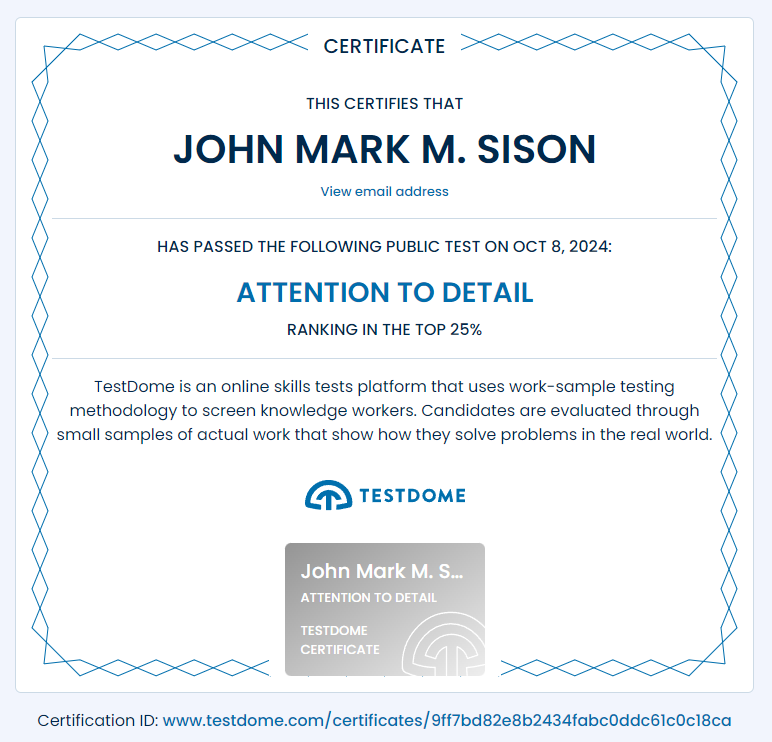 CERTIFICATE
THIS CERTIFIES THAT
JOHN MARK M. SISON
View email address
HAS PASSED THE FOLLOWING PUBLIC TEST ON OCT 8, 2024:
ATTENTION TO DETAIL
RANKING IN THE TOP 25%
TestDome is an online skills tests platform that uses work-sample testing
methodology to screen knowledge workers. Candidates are evaluated through
small samples of actual work that show how they solve problems in the real world.
TESTDOME
John Mark M. S...
ATTENTION TO DETAIL
TESTDOME
CERTIFICATE
Certification ID: www.testdome.com/certificates/9ff7bd82e8b2434fabc0ddc61c0c18ca